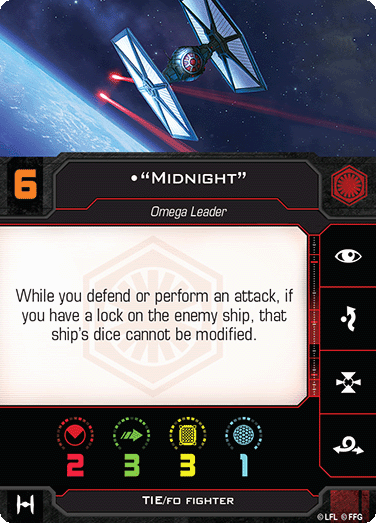 6
•“Midnight”
Omega Leader
While you defend or perform an attack, if
you have a lock on the enemy ship, that
ship's dice cannot be modified.
2 3 3 1
TIE/fo Fighter
© LFL © FFG